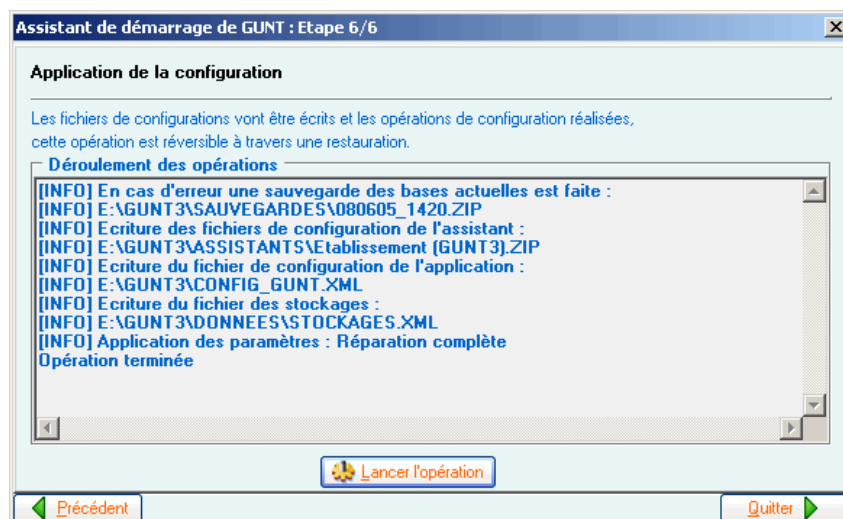 Assistant de démarrage de GUNT : Etape 6/6
Application de la configuration
Les fichiers de configurations vont être écrits et les opérations de configuration réalisées,
cette opération est réversible à travers une restauration.
Déroulement des opérations
[INFO] En cas d'erreur une sauvegarde des bases actuelles est faite :
[INFO] E:\GUNT3\SAUVEGARDES\080605_1420.ZIP
[INFO] Ecriture des fichiers de configuration de l'assistant :
[INFO] E:\GUNT3\ASSISTANTS\Etablissement (GUNT3).ZIP
[INFO] Ecriture du fichier de configuration de l'application :
[INFO] E:\GUNT3\CONFIG_GUNT.XML
[INFO] Ecriture du fichier des stockages :
[INFO] E:\GUNT3\DONNEES\STOCKAGES.XML
[INFO] Application des paramètres : Réparation complète
Opération terminée
Lancer l'opération
Précédent
Quitter